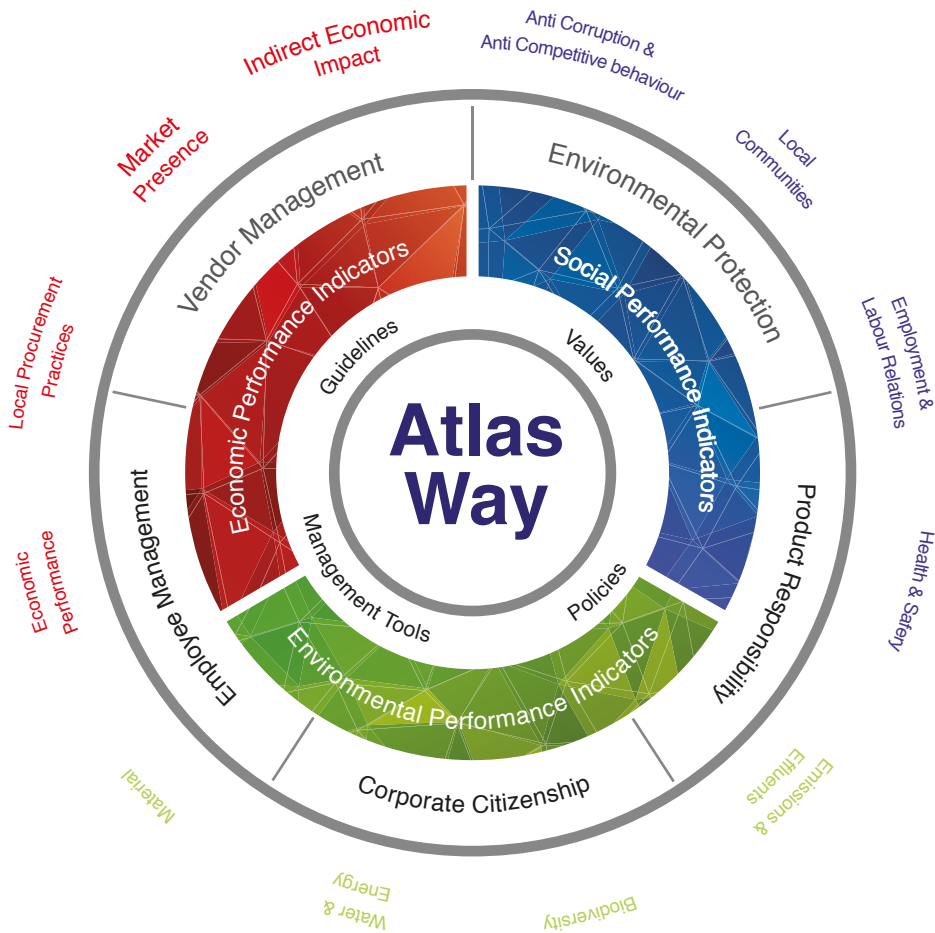 Indirect Economic
Impact
Anti Corruption &
Anti Competitive behaviour
Market
Presence
Local
Communities
Local Procurement
Practices
Employment &
Labour Relations
Economic
Performance
Health & Safery
Material
Emissions &
Effluents
Water &
Energy
Biodiversity
Vendor Management
Environmental Protection
Employee Management
Product Responsibility
Corporate Citizenship
Economic Performance Indicators
Social Performance Indicators
Environmental Performance Indicators
Guidelines
Values
Management Tools
Policies
Atlas
Way